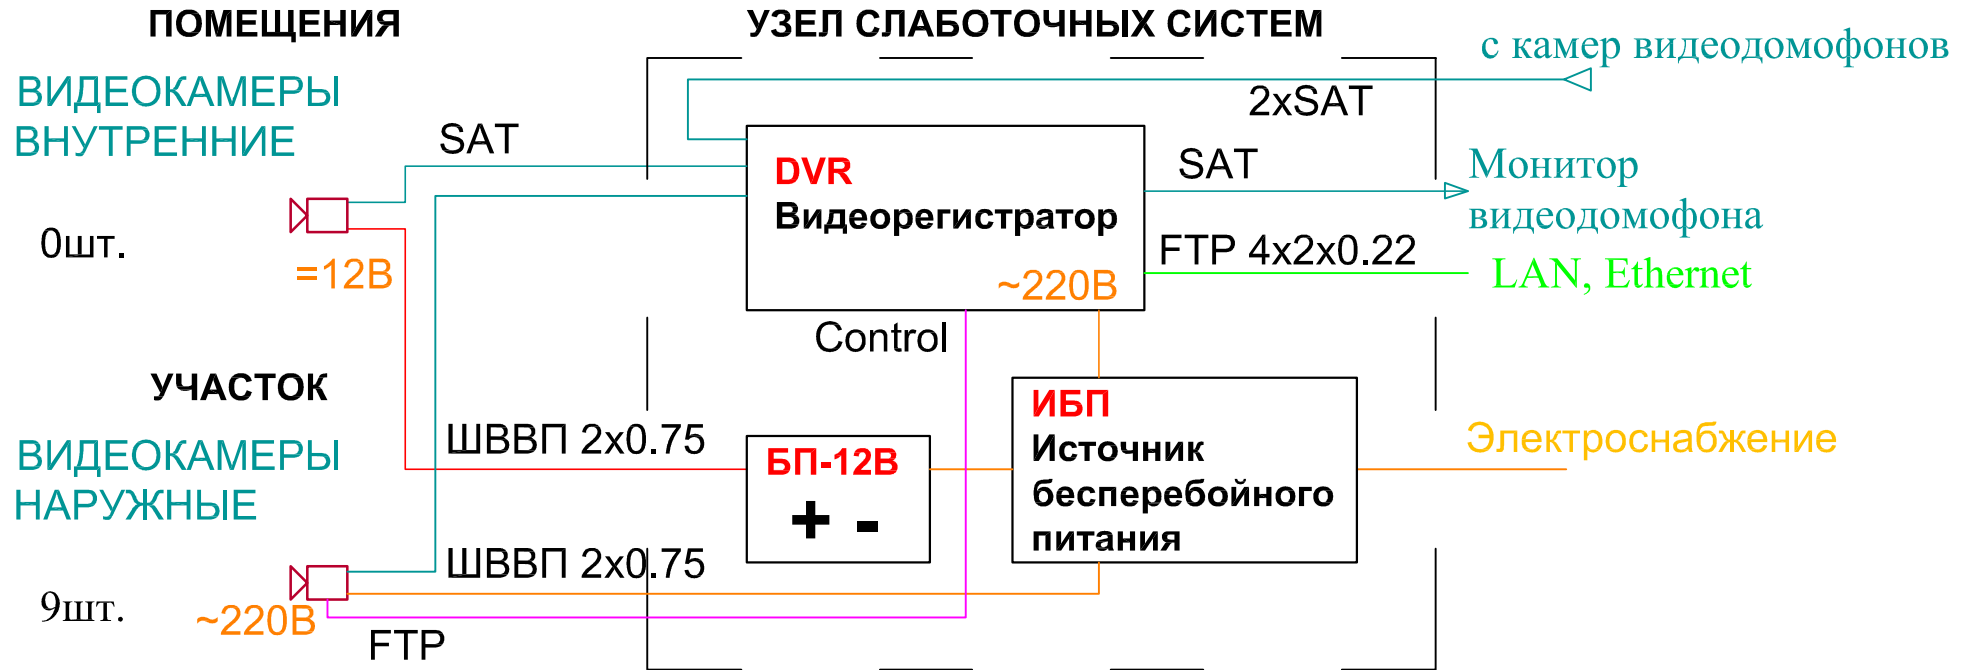 ПОМЕЩЕНИЯ
УЗЕЛ СЛАБОТОЧНЫХ СИСТЕМ
с камер видеодомофонов
ВИДЕОКАМЕРЫ
ВНУТРЕННИЕ
SAT
2xSAT
DVR
Видеорегистратор
SAT
Монитор
видеодомофона
0шт.
=12В
~220В
FTP 4x2x0.22
LAN, Ethernet
Control
УЧАСТОК
ВИДЕОКАМЕРЫ
НАРУЖНЫЕ
ШВВП 2x0.75
БП-12В
+ -
ИБП
Источник
бесперебойного
питания
Электроснабжение
ШВВП 2x0.75
9шт.
~220В
FTP